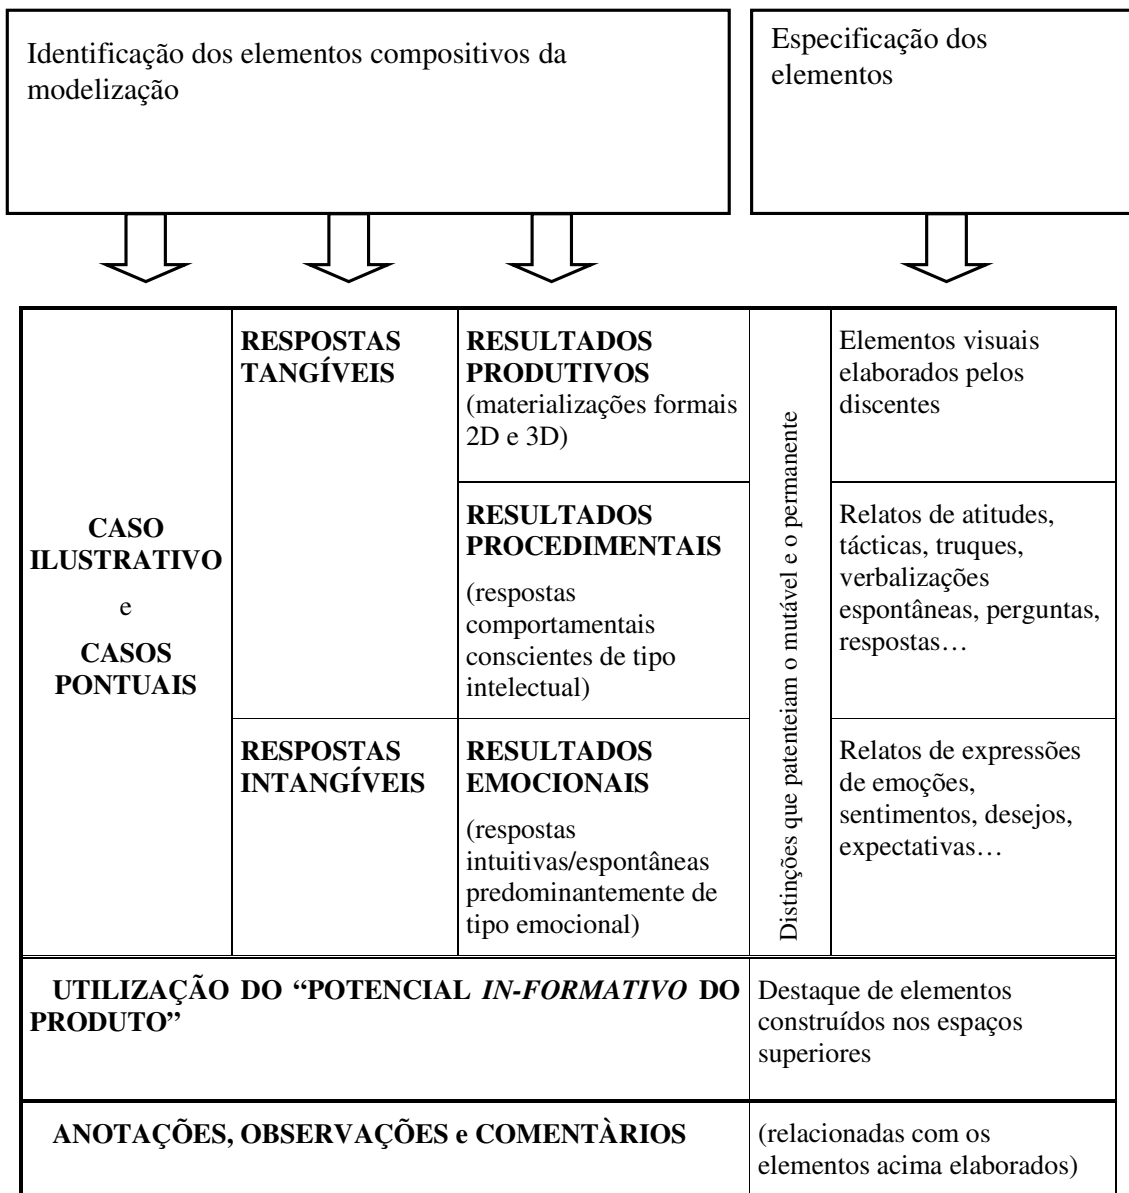 Identificação dos elementos compositivos da
modelização
Especificação dos
elementos
CASO
ILUSTRATIVO
e
CASOS
PONTUAIS
RESPOSTAS
TANGÍVEIS
RESULTADOS
PRODUTIVOS
(materializações formais
2D e 3D)
RESULTADOS
PROCEDIMENTAIS
(respostas
comportamentais
conscientes de tipo
intelectual)
RESPOSTAS
INTANGÍVEIS
RESULTADOS
EMOCIONAIS
(respostas
intuitivas/espontâneas
predominantemente de
tipo emocional)
Distinções que patenteiam o mutável e o permanente
Elementos visuais
elaborados pelos
discentes
Relatos de atitudes,
tácticas, truques,
verbalizações
espontâneas, perguntas,
respostas…
Relatos de expressões
de emoções,
sentimentos, desejos,
expectativas…
UTILIZAÇÃO DO “POTENCIAL IN-FORMATIVO DO
PRODUTO”
Destaque de elementos
construídos nos espaços
superiores
ANOTAÇÕES, OBSERVAÇÕES e COMENTÀRIOS
(relacionadas com os
elementos acima elaborados)